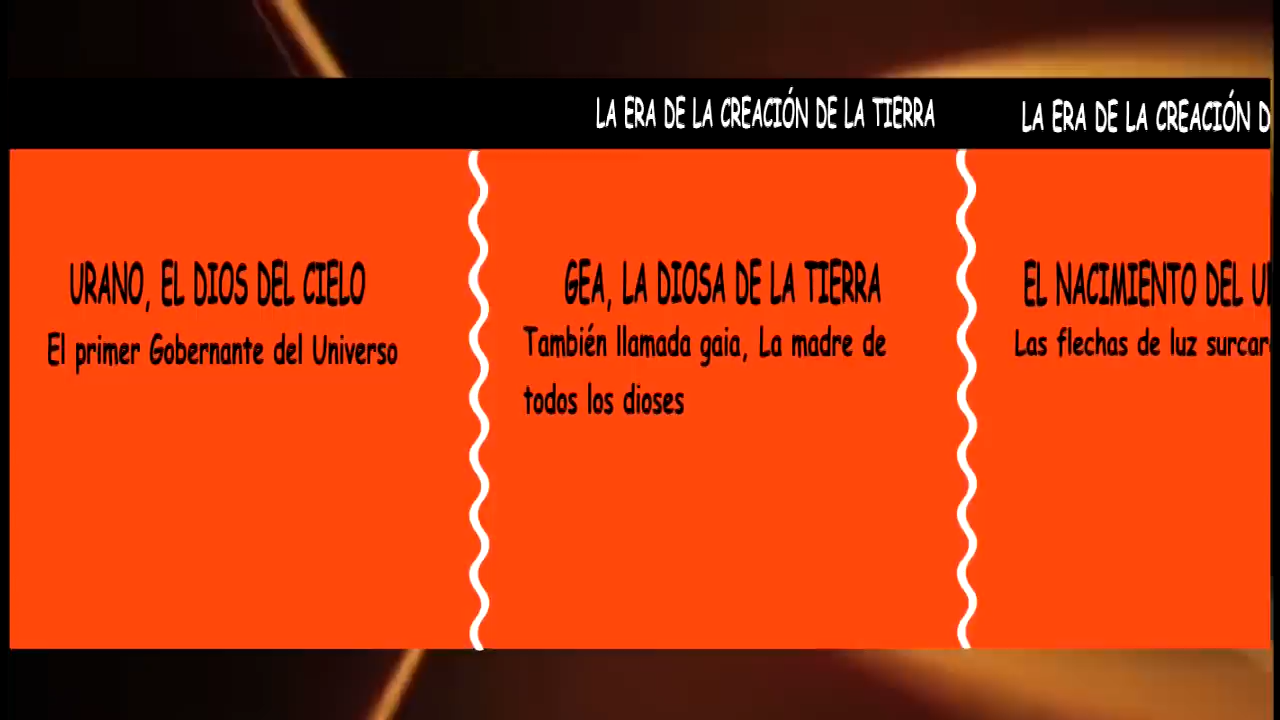 LA ERA DE LA CREACIÓN DE LA TIERRA
LA ERA DE LA CREACIÓN
URANO, EL DIOS DEL CIELO
El primer Gobernante del Universo
GEA, LA DIOSA DE LA TIERRA
También llamada gaia, La madre de
todos los dioses
EL NACIMIENTO DEL
Las flechas de luz